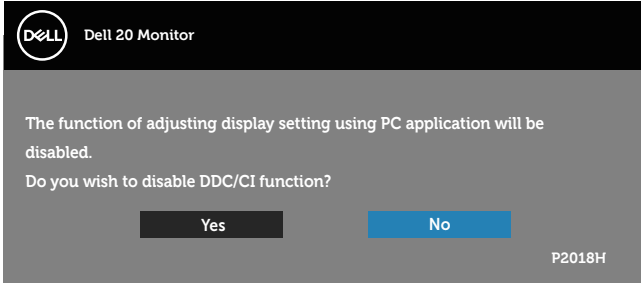 DELL
Dell 20 Monitor
The function of adjusting display setting using PC application will be
disabled.
Do you wish to disable DDC/CI function?
Yes
No
P2018H